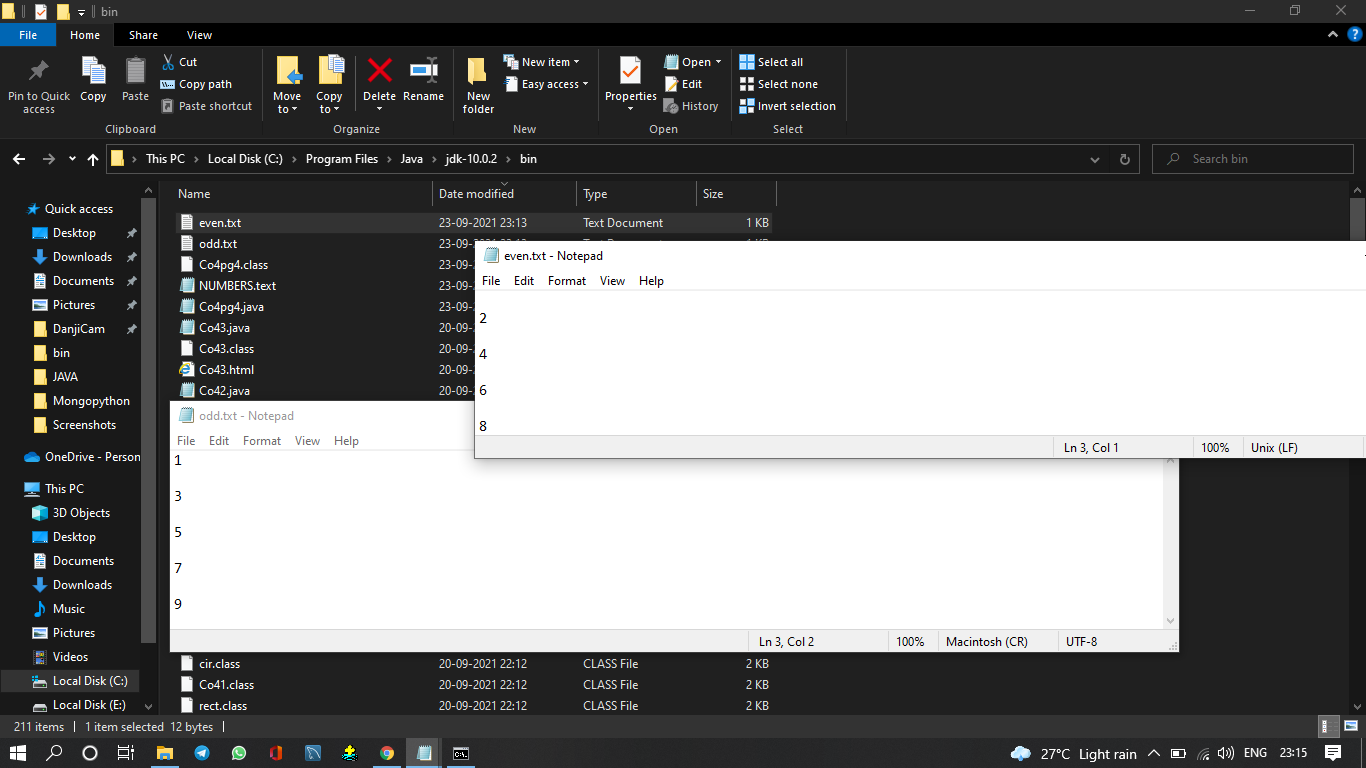 bin
File Home Share View
Pin to Quick access
Copy
Paste
Cut
Copy path
Paste shortcut
Clipboard
Move to
Copy to
Delete
Rename
Organize
New folder
New item
Easy access
New
Properties
Open
Edit
History
Open
Select all
Select none
Invert selection
Select
This PC Local Disk (C:) Program Files Java jdk-10.0.2 bin
Search bin
Quick access
Desktop
Downloads
Documents
Pictures
DanjiCam
bin
JAVA
Mongopython
Screenshots
OneDrive - Person
This PC
3D Objects
Desktop
Documents
Downloads
Music
Pictures
Videos
Local Disk (C:)
Local Disk (E:)
Name Date modified Type Size
even.txt 23-09-2021 23:13 Text Document 1 KB
odd.txt 23-09-2021
Co4pg4.class 23-09-
NUMBERS.text 23-09-
Co4pg4.java 23-09-
Co43.java 20-09-
Co43.class 20-09-
Co43.html 20-09-
Co42.java 20-09-
even.txt - Notepad
File Edit Format View Help
2
4
6
8
Ln 3, Col 1 100% Unix (LF)
odd.txt - Notepad
File Edit Format View Help
1
3
5
7
9
Ln 3, Col 2 100% Macintosh (CR) UTF-8
cir.class 20-09-2021 22:12 CLASS File 2 KB
Co41.class 20-09-2021 22:12 CLASS File 2 KB
rect.class 20-09-2021 22:12 CLASS File 2 KB
211 items 1 item selected 12 bytes
27°C Light rain ENG 23:15